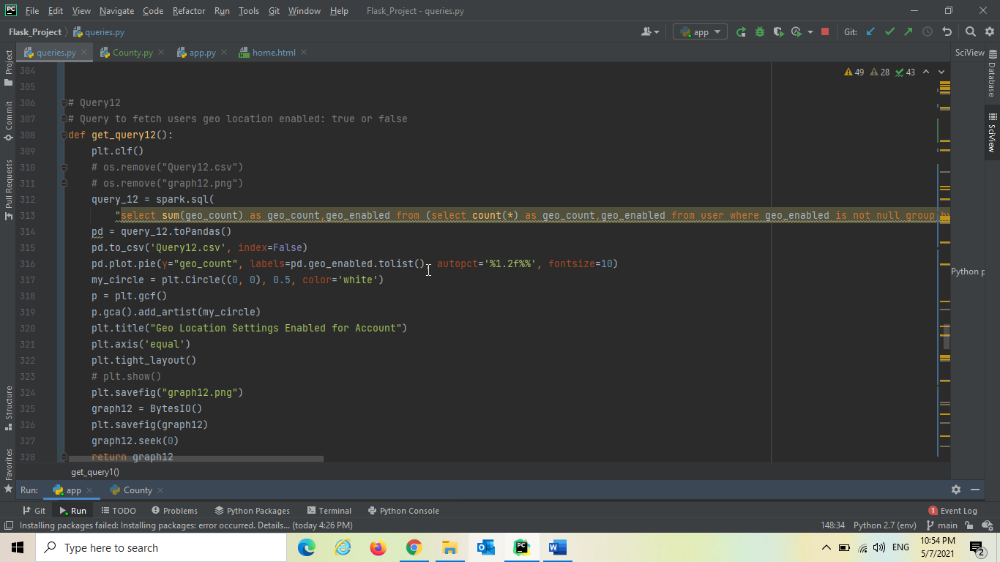 PC File Edit View Navigate Code Refactor Run Tools Git Window Help Flask_Project - queries.py
Flask_Project queries.py app Git:
queries.py County.py app.py home.html SciView
49 28 43
304
305
306 # Query12
307 # Query to fetch users geo location enabled: true or false
308 def get_query12():
309 plt.clf()
310 # os.remove("Query12.csv")
311 # os.remove("graph12.png")
312 query_12 = spark.sql(
313 "select sum(geo_count) as geo_count,geo_enabled from (select count(*) as geo_count,geo_enabled from user where geo_enabled is not null group by
314 pd = query_12.toPandas()
315 pd.to_csv('Query12.csv', index=False)
316 pd.plot.pie(y="geo_count", labels=pd.geo_enabled.tolist(), autopct='%1.2f%%', fontsize=10)
317 my_circle = plt.Circle((0, 0), 0.5, color='white')
318 p = plt.gcf()
319 p.gca().add_artist(my_circle)
320 plt.title("Geo Location Settings Enabled for Account")
321 plt.axis('equal')
322 plt.tight_layout()
323 # plt.show()
324 plt.savefig("graph12.png")
325 graph12 = BytesIO()
326 plt.savefig(graph12)
327 graph12.seek(0)
328 return graph12
get_query1()
Project
Commit
Pull Requests
Structure
Favorites
Database
SciView
Python p
Run: app County
Git Run TODO Problems Python Packages Terminal Python Console 1 Event Log
Installing packages failed: Installing packages: error occurred. Details... (today 4:26 PM) 148:34 Python 2.7 (env) main
Type here to search ENG 10:54 PM
5/7/2021 2